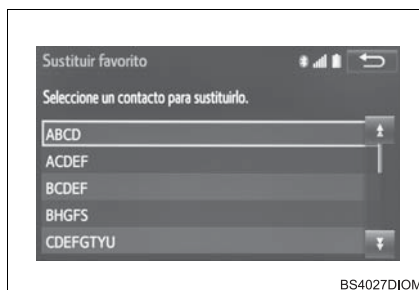 Sustituir favorito
Seleccione un contacto para sustituirlo.
ABCD
ACDEF
BCDEF
BHGFS
CDEFGTYU
BS4027DIOM